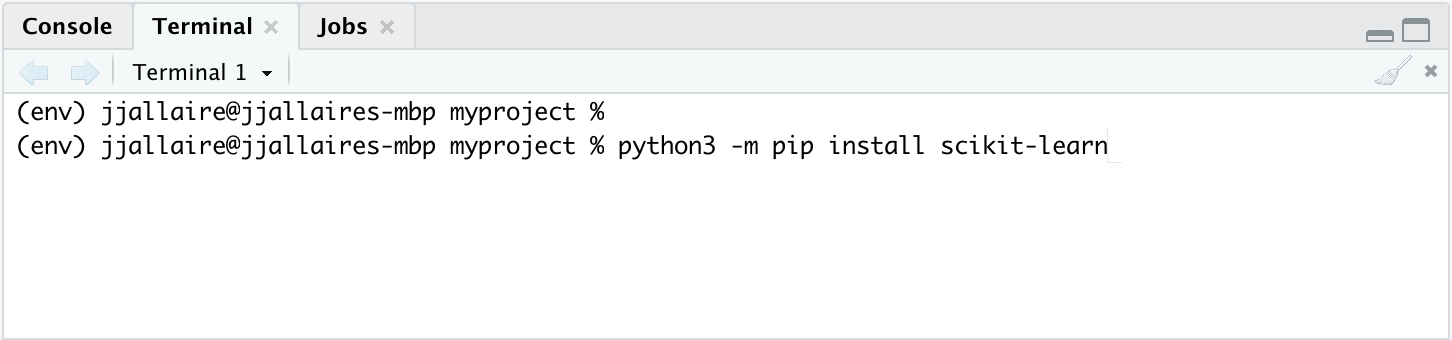 Console Terminal Jobs
Terminal 1
(env) jjallaire@jjallaires-mbp myproject %
(env) jjallaire@jjallaires-mbp myproject % python3 -m pip install scikit-learn